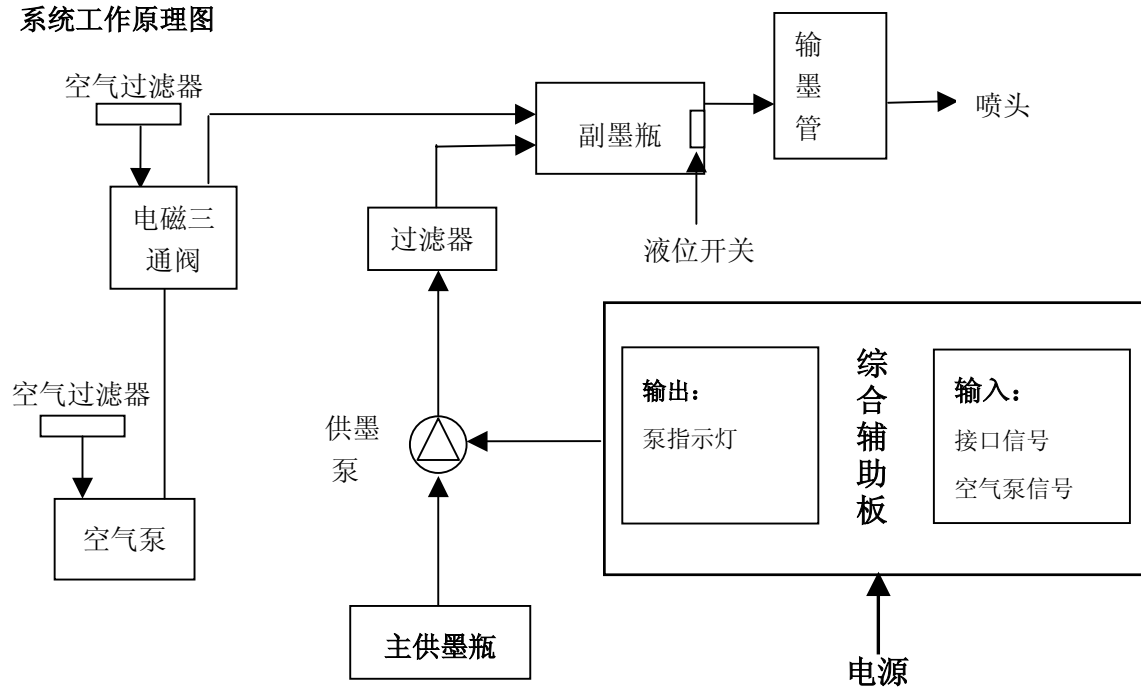 系统工作原理图
空气过滤器
输
墨
管
喷头
副墨瓶
电磁三
通阀
过滤器
液位开关
空气过滤器
供墨
泵
空气泵
主供墨瓶
输出：
泵指示灯
综
合
辅
助
板
输入：
接口信号
空气泵信号
电源